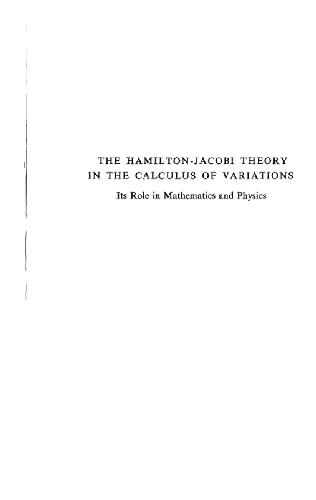 THE HAMILTON-JACOBI THEORY
IN THE CALCULUS OF VARIATIONS
Its Role in Mathematics and Physics